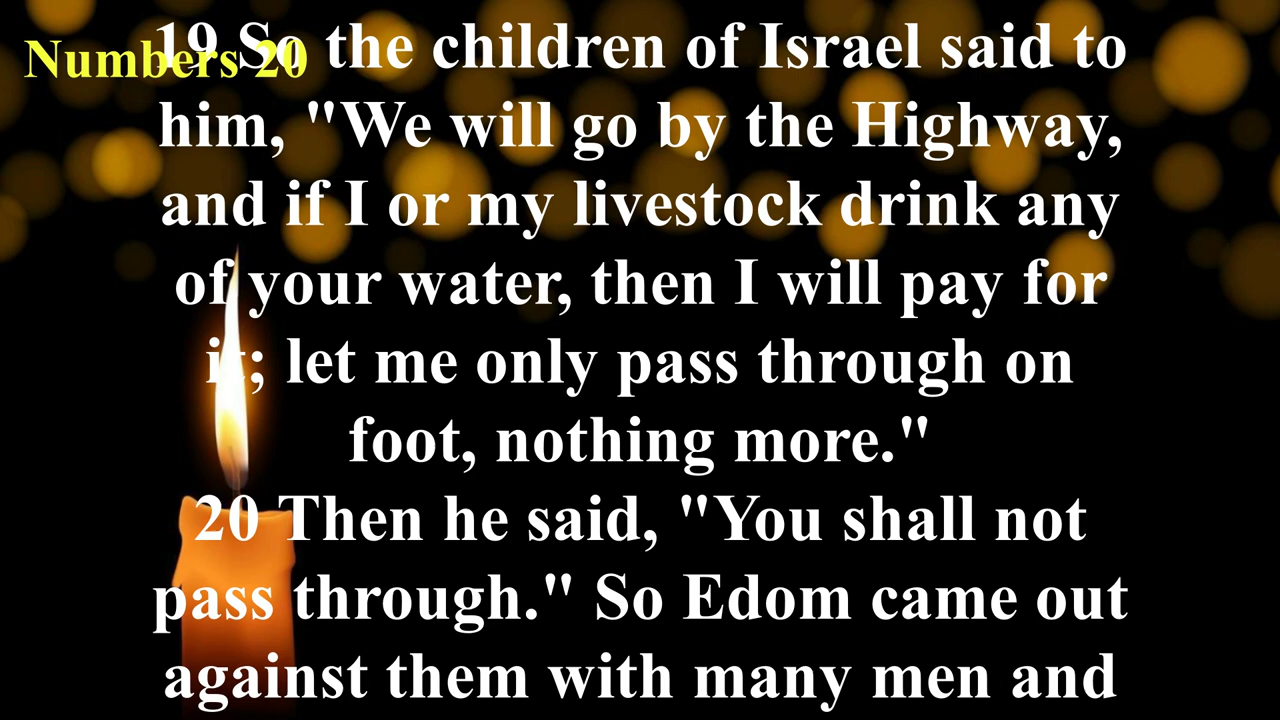 Numbers 20
19 So the children of Israel said to
him, "We will go by the Highway,
and if I or my livestock drink any
of your water, then I will pay for
it; let me only pass through on
foot, nothing more."
20 Then he said, "You shall not
pass through." So Edom came out
against them with many men and